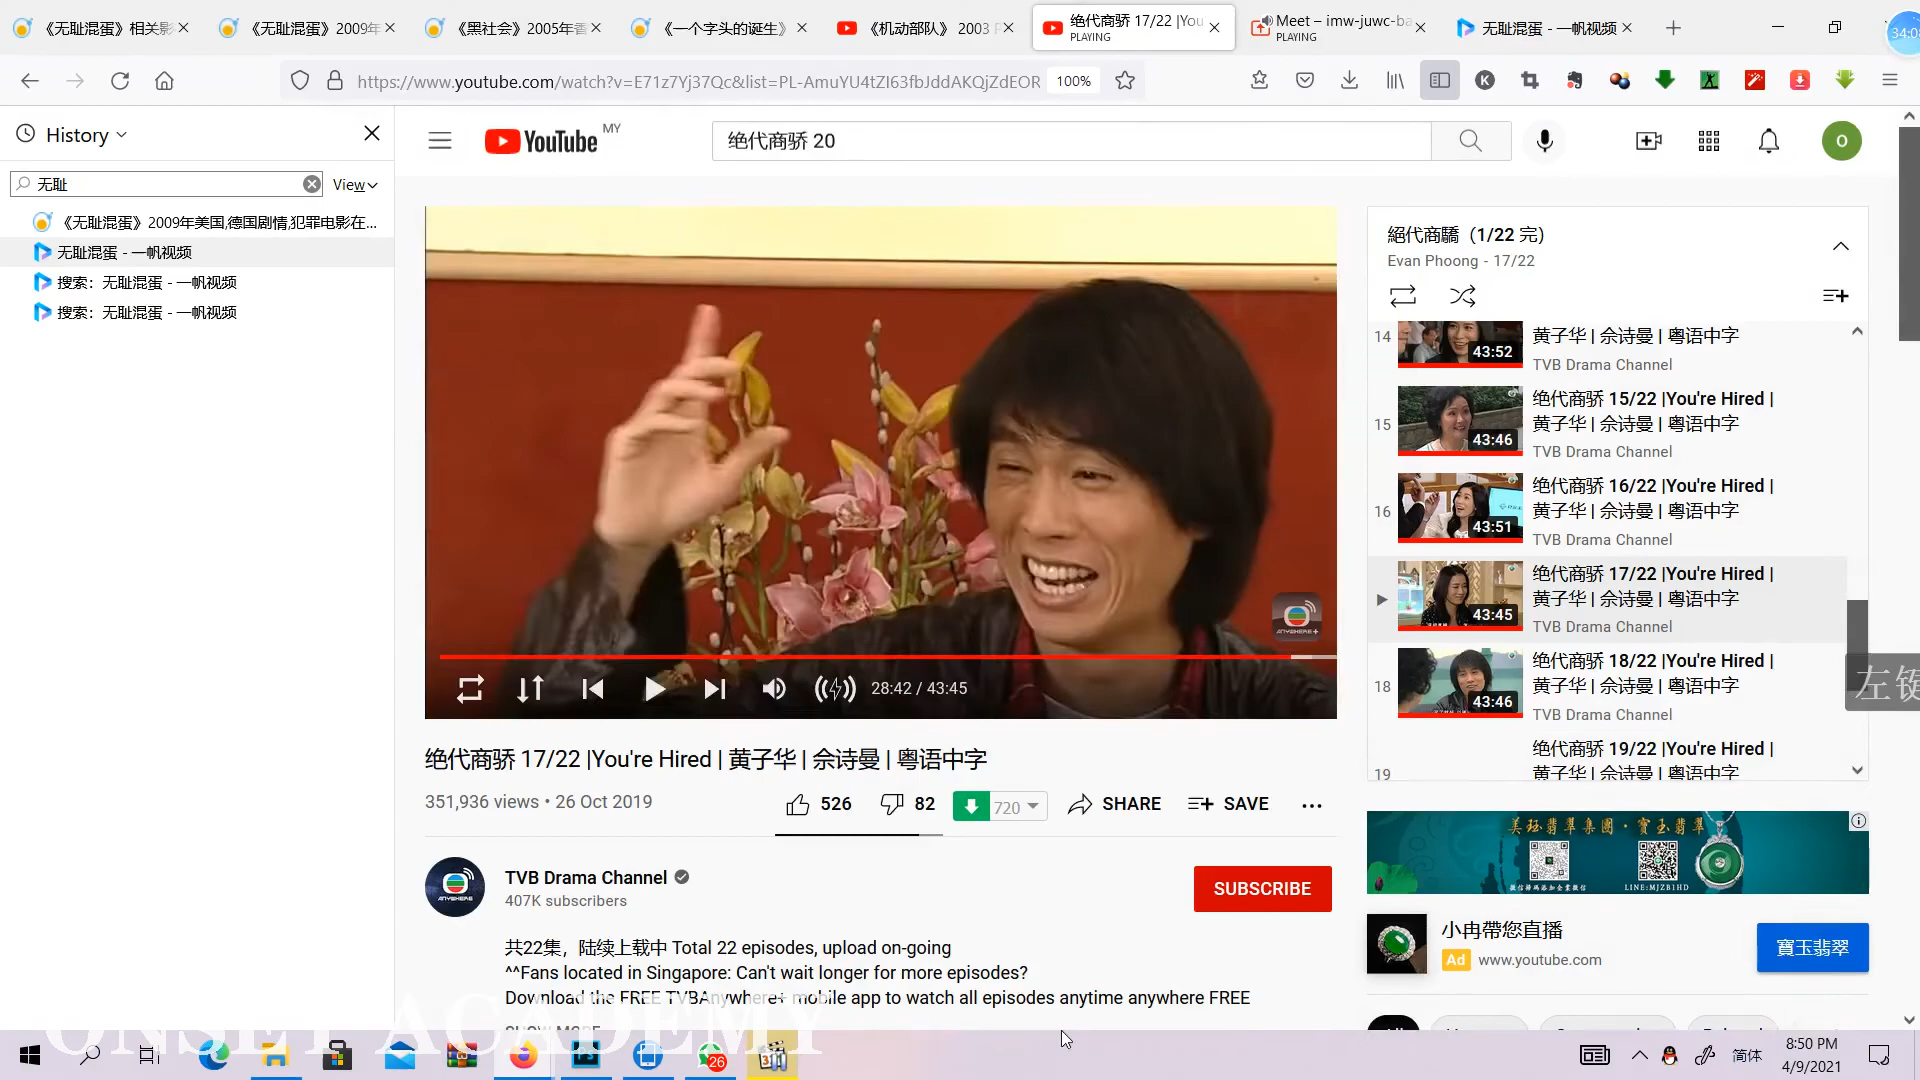 《无耻混蛋》相关影
《无耻混蛋》2009年
《黑社会》2005年香
《一个字头的诞生》
《机动部队》 2003 P
绝代商骄 17/22 |You
PLAYING
Meet – imw-juwc-ba
PLAYING
无耻混蛋 - 一帆视频
34:0
https://www.youtube.com/watch?v=E71z7Yj37Qc&list=PL-AmuYU4tZI63fbJddAKQjZdEOR
100%
History
无耻
View
《无耻混蛋》2009年美国,德国剧情,犯罪电影在...
无耻混蛋 - 一帆视频
搜索：无耻混蛋 - 一帆视频
搜索：无耻混蛋 - 一帆视频
YouTube MY
绝代商骄 20
O
28:42 / 43:45
ANYWHERE+
绝代商骄 17/22 |You're Hired | 黄子华 | 佘诗曼 | 粤语中字
351,936 views • 26 Oct 2019
526
82
720
SHARE
SAVE
TVB Drama Channel
407K subscribers
SUBSCRIBE
共22集，陆续上载中 Total 22 episodes, upload on-going
^^Fans located in Singapore: Can't wait longer for more episodes?
Download the FREE TVBAnywhere+ mobile app to watch all episodes anytime anywhere FREE
SHOW MORE
絕代商驕（1/22 完）
Evan Phoong - 17/22
14
43:52
黄子华 | 佘诗曼 | 粤语中字
TVB Drama Channel
15
43:46
绝代商骄 15/22 |You're Hired |
黄子华 | 佘诗曼 | 粤语中字
TVB Drama Channel
16
43:51
绝代商骄 16/22 |You're Hired |
黄子华 | 佘诗曼 | 粤语中字
TVB Drama Channel
43:45
绝代商骄 17/22 |You're Hired |
黄子华 | 佘诗曼 | 粤语中字
TVB Drama Channel
18
43:46
绝代商骄 18/22 |You're Hired |
黄子华 | 佘诗曼 | 粤语中字
TVB Drama Channel
19
绝代商骄 19/22 |You're Hired |
黄子华 | 佘诗曼 | 粤语中字
左键
美珏翡翠集團·寶玉翡翠
微信掃碼添加企業微信
LINE:MJZB1HD
小冉帶您直播
Ad www.youtube.com
寶玉翡翠
All
ONSET ACADEMY
26
简体
8:50 PM
4/9/2021